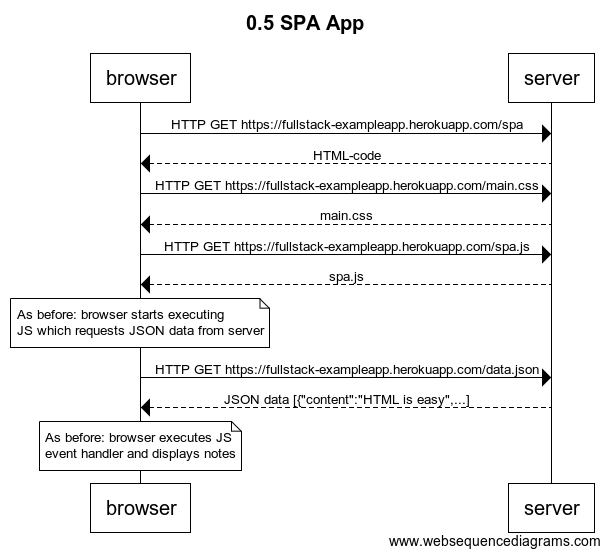 0.5 SPA App
browser
server
HTTP GET https://fullstack-exampleapp.herokuapp.com/spa
HTML-code
HTTP GET https://fullstack-exampleapp.herokuapp.com/main.css
main.css
HTTP GET https://fullstack-exampleapp.herokuapp.com/spa.js
spa.js
As before: browser starts executing
JS which requests JSON data from server
HTTP GET https://fullstack-exampleapp.herokuapp.com/data.json
JSON data [{"content":"HTML is easy",...]
As before: browser executes JS
event handler and displays notes
browser
server
www.websequencediagrams.com